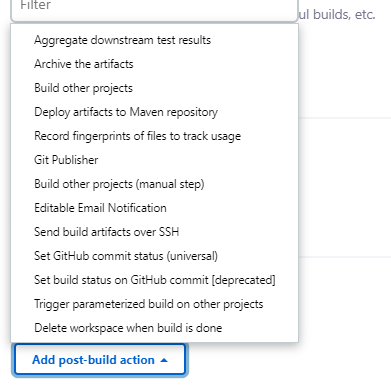 Filter
ul builds, etc.
Aggregate downstream test results
Archive the artifacts
Build other projects
Deploy artifacts to Maven repository
Record fingerprints of files to track usage
Git Publisher
Build other projects (manual step)
Editable Email Notification
Send build artifacts over SSH
Set GitHub commit status (universal)
Set build status on GitHub commit [deprecated]
Trigger parameterized build on other projects
Delete workspace when build is done
Add post-build action